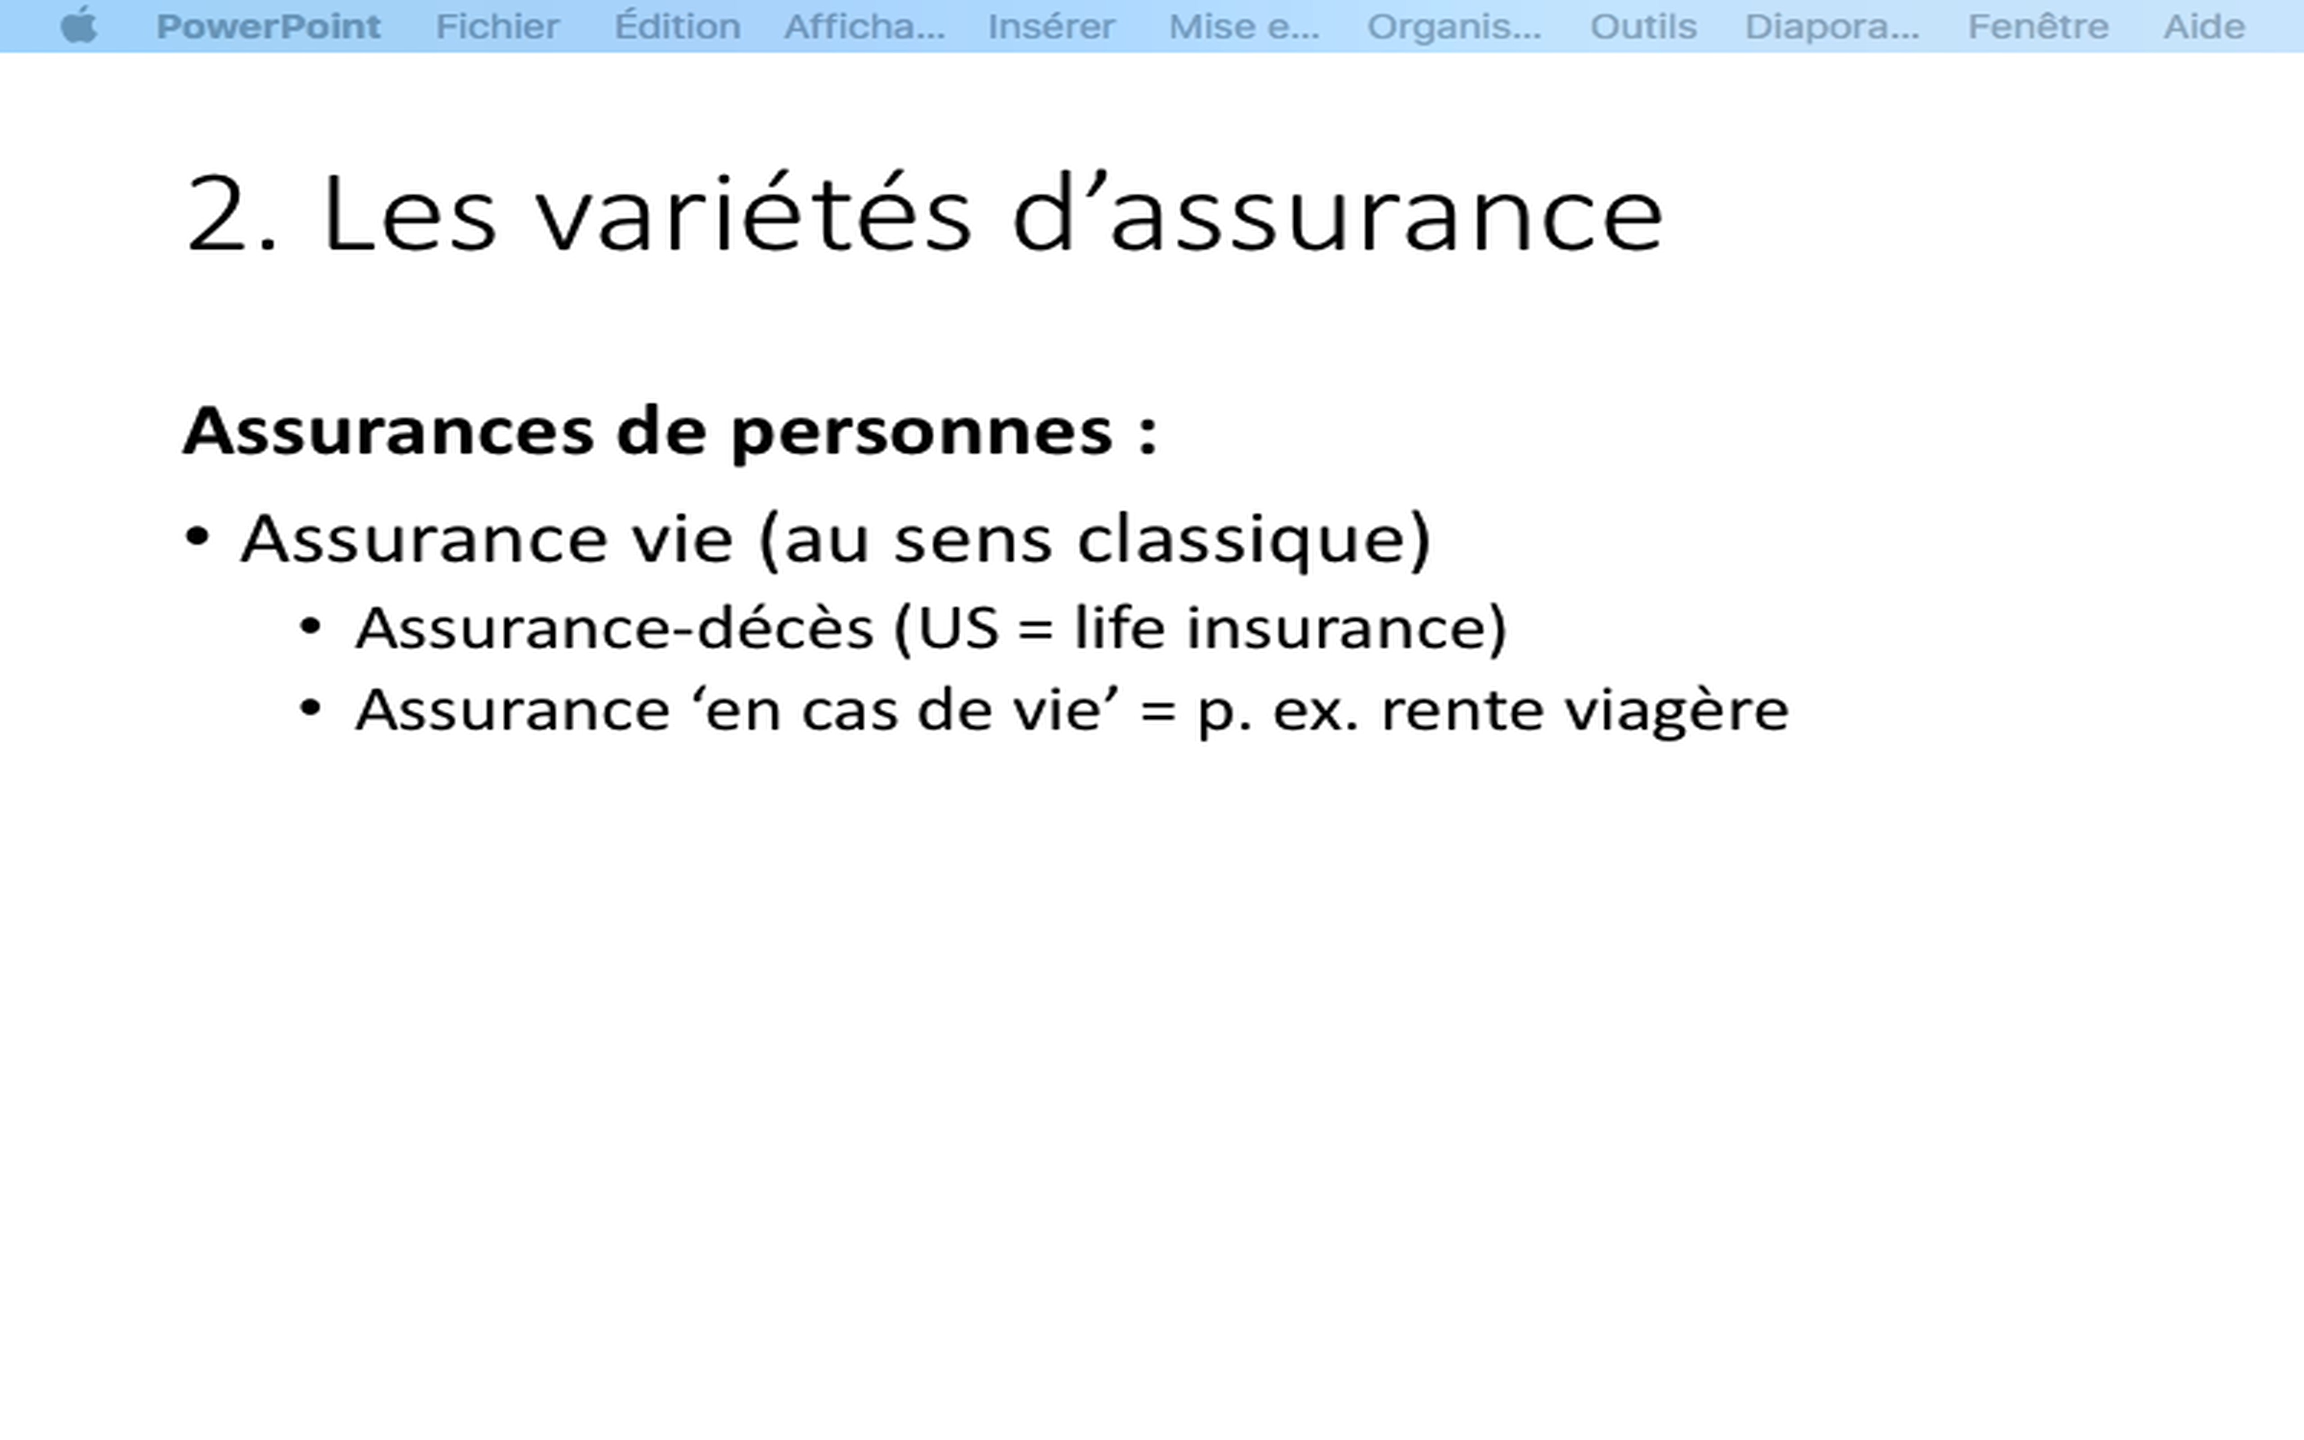 PowerPoint Fichier Édition Afficha... Insérer Mise e... Organis... Outils Diapora... Fenêtre Aide
2. Les variétés d’assurance
Assurances de personnes :
• Assurance vie (au sens classique)
• Assurance-décès (US = life insurance)
• Assurance ‘en cas de vie’ = p. ex. rente viagère